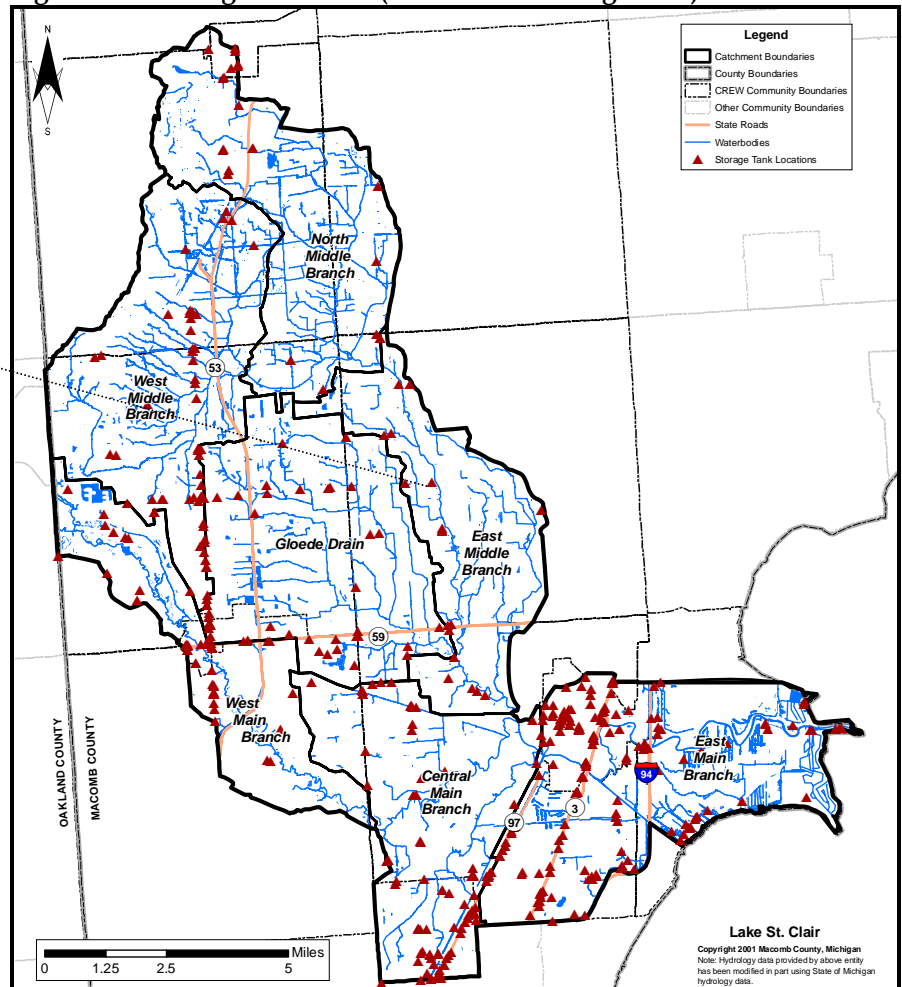 N
S
Legend
Catchment Boundaries
County Boundaries
CREW Community Boundaries
Other Community Boundaries
State Roads
Waterbodies
Storage Tank Locations
North
Middle
Branch
53
West
Middle
Branch
Gloede Drain
East
Middle
Branch
59
West
Main
Branch
OAKLAND COUNTY
MACOMB COUNTY
Central
Main
Branch
97
3
94
East
Main
Branch
Miles
0
1.25
2.5
5
Lake St. Clair
Copyright 2001 Macomb County, Michigan
Note: Hydrology data provided by above entity
has been modified in part using State of Michigan
hydrology data.